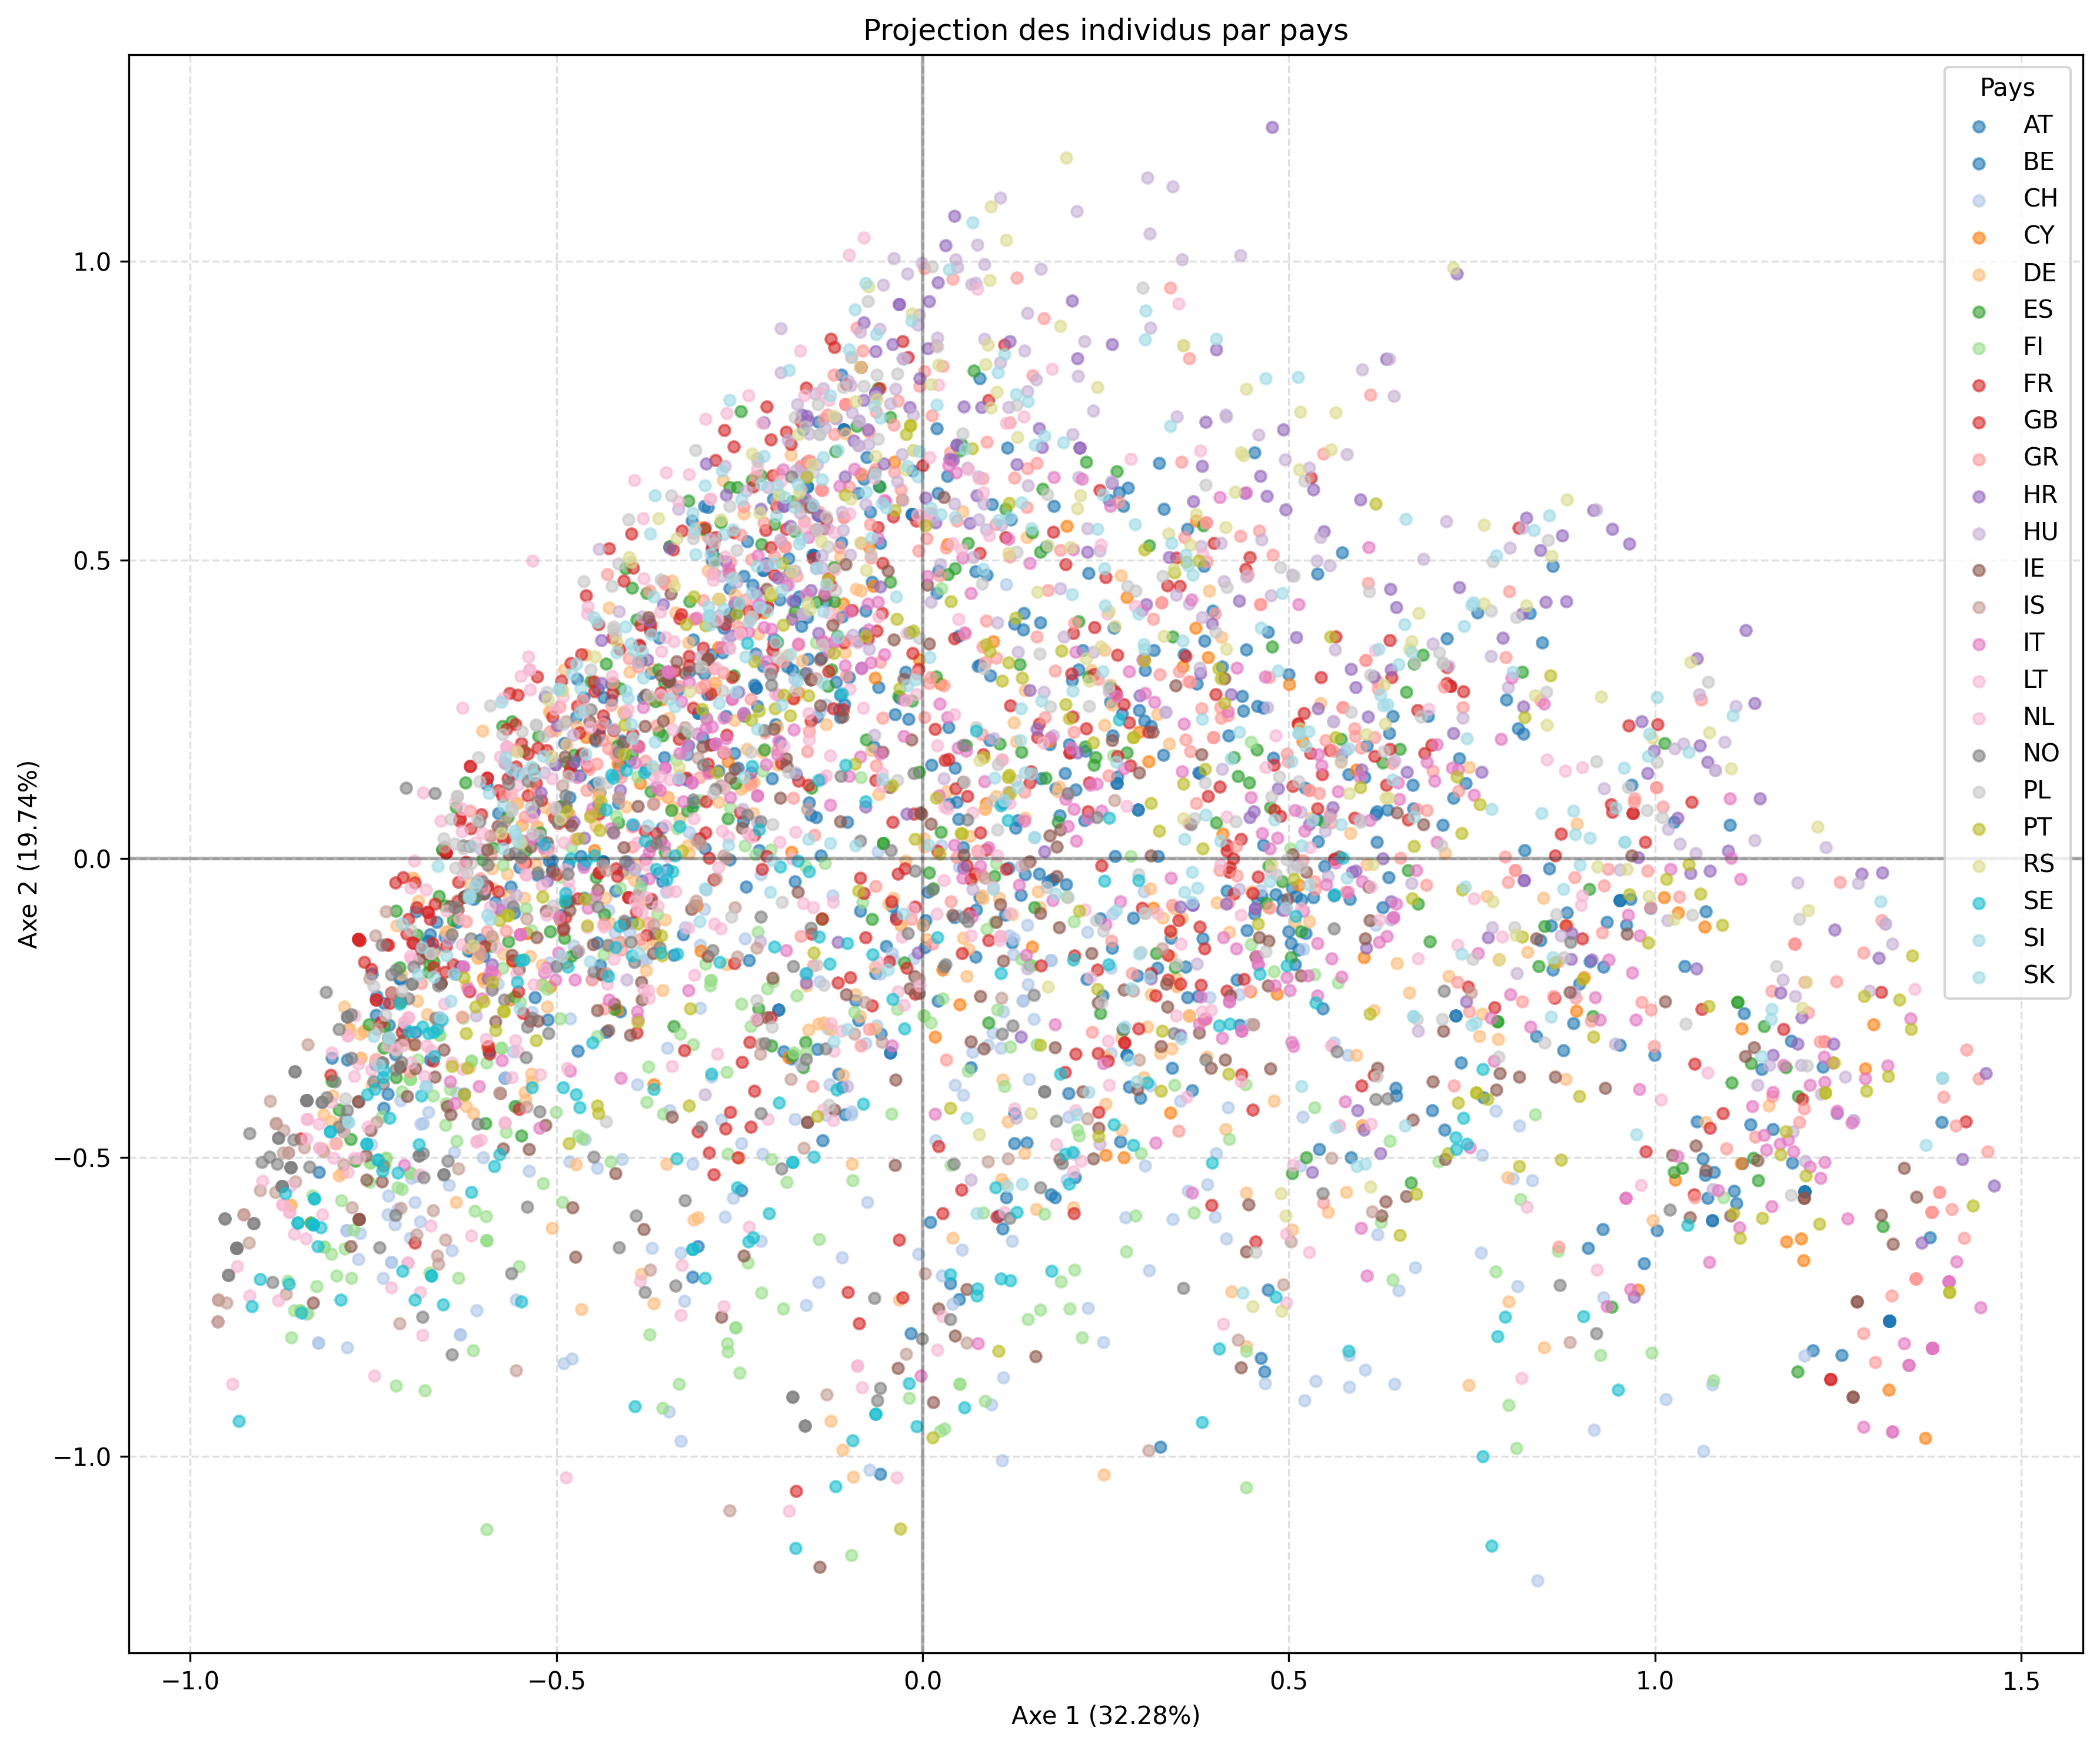 Projection des individus par pays
Pays
AT
BE
CH
CY
DE
ES
FI
FR
GB
GR
HR
HU
IE
IS
IT
LT
NL
NO
PL
PT
RS
SE
SI
SK
1.0
0.5
0.0
−0.5
−1.0
Axe 2 (19.74%)
−1.0
−0.5
0.0
0.5
1.0
1.5
Axe 1 (32.28%)